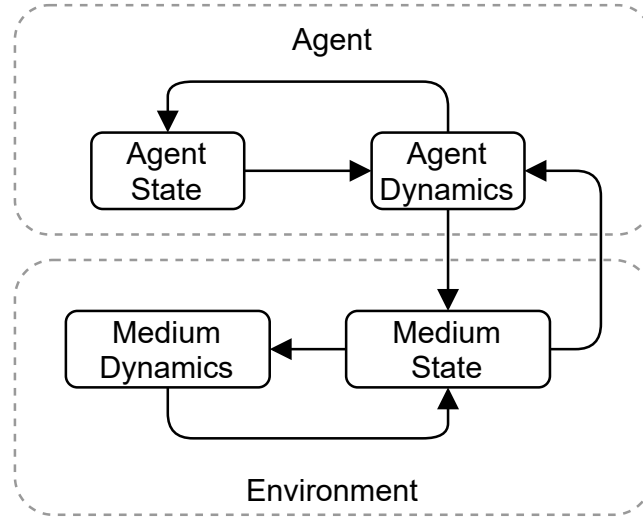 Agent
Agent
State
Agent
Dynamics
Medium
Dynamics
Medium
State
Environment